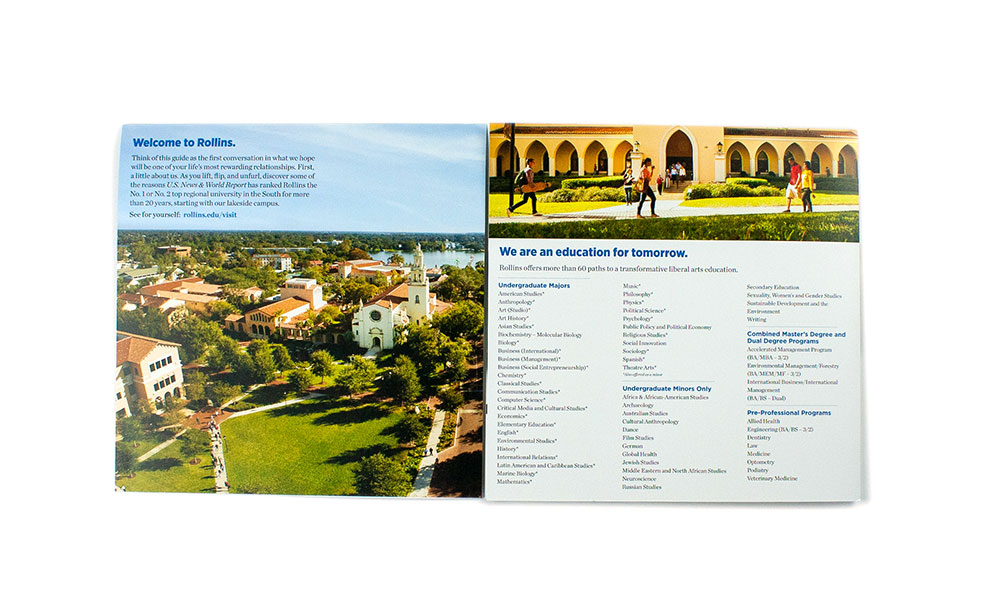 Welcome to Rollins.
Think of this guide as the first conversation in what we hope
will be one of your life's most rewarding relationships. First,
a little about us. As you lift, flip, and unfurl, discover some of
the reasons U.S. News & World Report has ranked Rollins the
No. 1 or No. 2 top regional university in the South for more
than 20 years, starting with our lakeside campus.
See for yourself: rollins.edu/visit
We are an education for tomorrow.
Rollins offers more than 60 paths to a transformative liberal arts education.
Undergraduate Majors
American Studies*
Anthropology*
Art (Studio)*
Art History*
Asian Studies*
Biochemistry – Molecular Biology
Biology*
Business (International)*
Business (Management)*
Business (Social Entrepreneurship)*
Chemistry*
Classical Studies*
Communication Studies*
Computer Science*
Critical Media and Cultural Studies*
Economics*
Elementary Education*
English*
Environmental Studies*
History*
International Relations*
Latin American and Caribbean Studies*
Marine Biology*
Mathematics*
Music*
Philosophy*
Physics*
Political Science*
Psychology*
Public Policy and Political Economy
Religious Studies*
Social Innovation
Sociology*
Spanish*
Theatre Arts*
*Also offered as a minor
Undergraduate Minors Only
Africa & African-American Studies
Archaeology
Australian Studies
Cultural Anthropology
Dance
Film Studies
German
Global Health
Jewish Studies
Middle Eastern and North African Studies
Neuroscience
Russian Studies
Secondary Education
Sexuality, Women's and Gender Studies
Sustainable Development and the
Environment
Writing
Combined Master's Degree and
Dual Degree Programs
Accelerated Management Program
(BA/MBA – 3/2)
Environmental Management/Forestry
(BA/MEM/MF – 3/2)
International Business/International
Management
(BA/BS – Dual)
Pre-Professional Programs
Allied Health
Engineering (BA/BS – 3/2)
Dentistry
Law
Medicine
Optometry
Podiatry
Veterinary Medicine